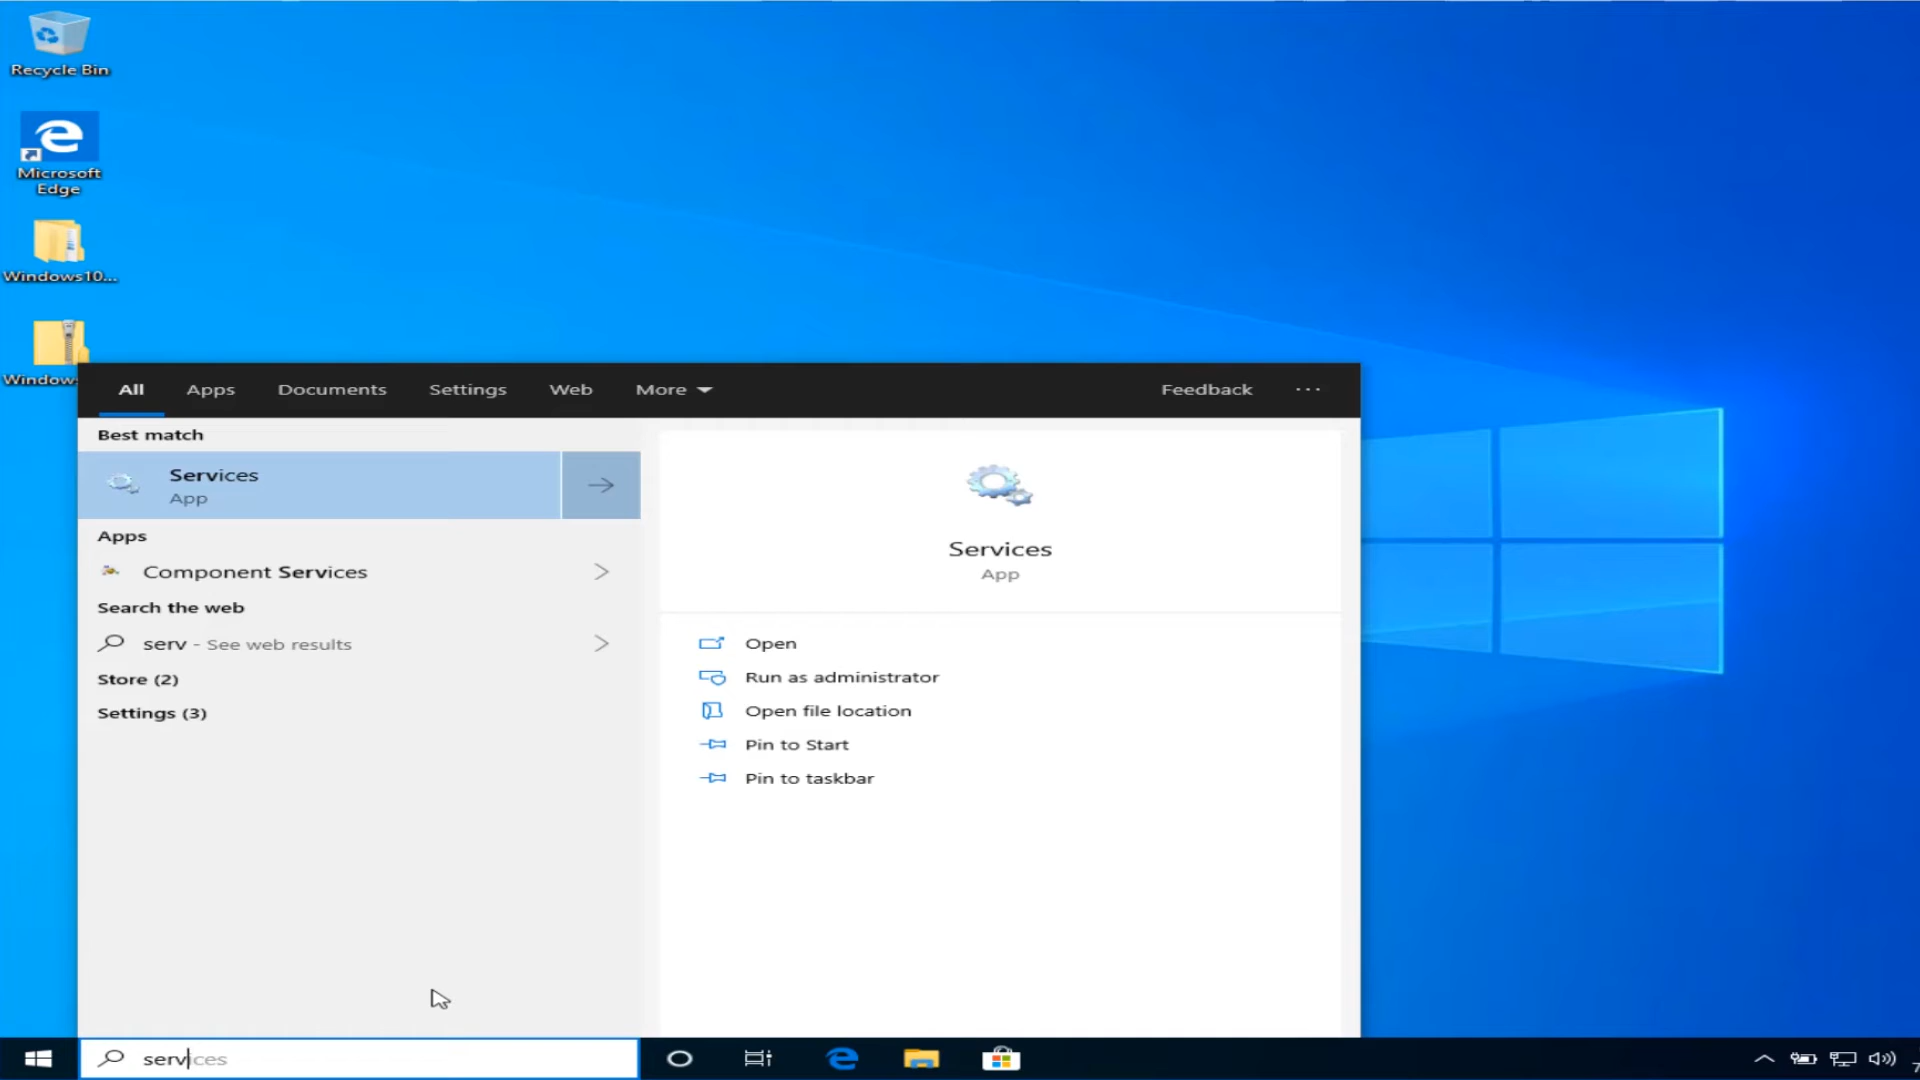 Recycle Bin
Microsoft
Edge
Windows10...
Window
All
Apps
Documents
Settings
Web
More
Feedback
...
Best match
Services
App
Apps
Component Services
Search the web
serv - See web results
Store (2)
Settings (3)
Services
App
Open
Run as administrator
Open file location
Pin to Start
Pin to taskbar
services